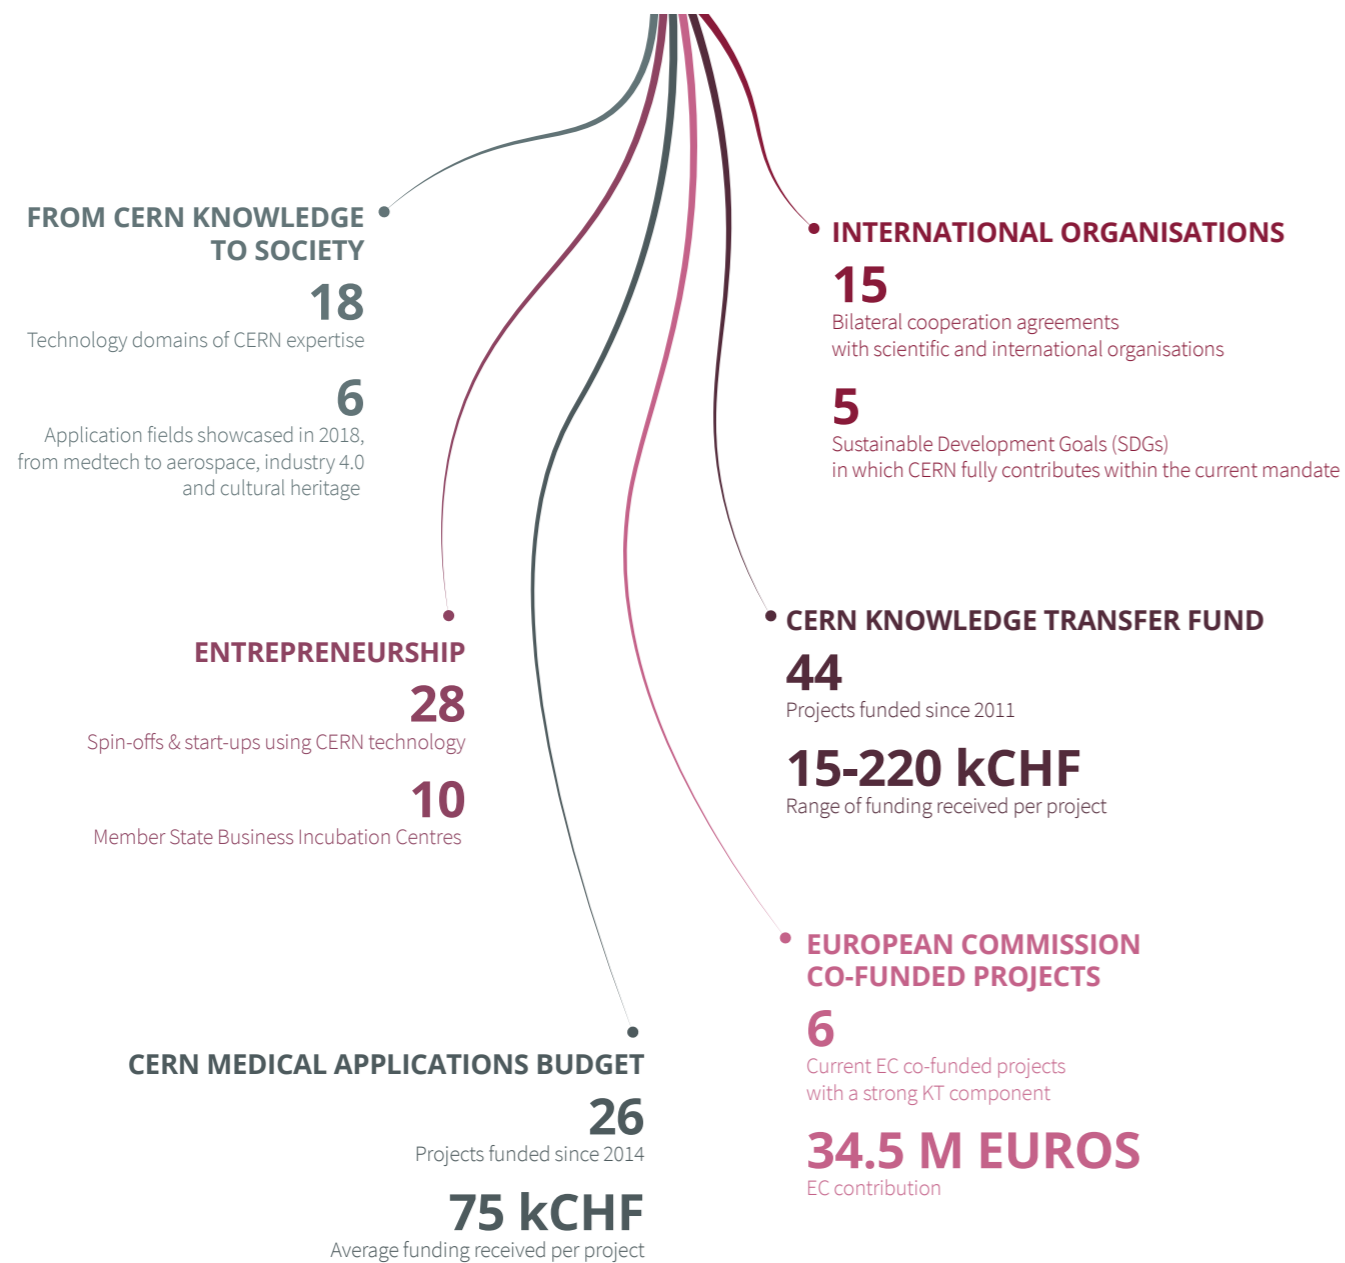 FROM CERN KNOWLEDGE
TO SOCIETY
18
Technology domains of CERN expertise
6
Application fields showcased in 2018,
from medtech to aerospace, industry 4.0
and cultural heritage
INTERNATIONAL ORGANISATIONS
15
Bilateral cooperation agreements
with scientific and international organisations
5
Sustainable Development Goals (SDGs)
in which CERN fully contributes within the current mandate
ENTREPRENEURSHIP
28
Spin-offs & start-ups using CERN technology
10
Member State Business Incubation Centres
CERN KNOWLEDGE TRANSFER FUND
44
Projects funded since 2011
15-220 kCHF
Range of funding received per project
CERN MEDICAL APPLICATIONS BUDGET
26
Projects funded since 2014
75 kCHF
Average funding received per project
EUROPEAN COMMISSION
CO-FUNDED PROJECTS
6
Current EC co-funded projects
with a strong KT component
34.5 M EUROS
EC contribution